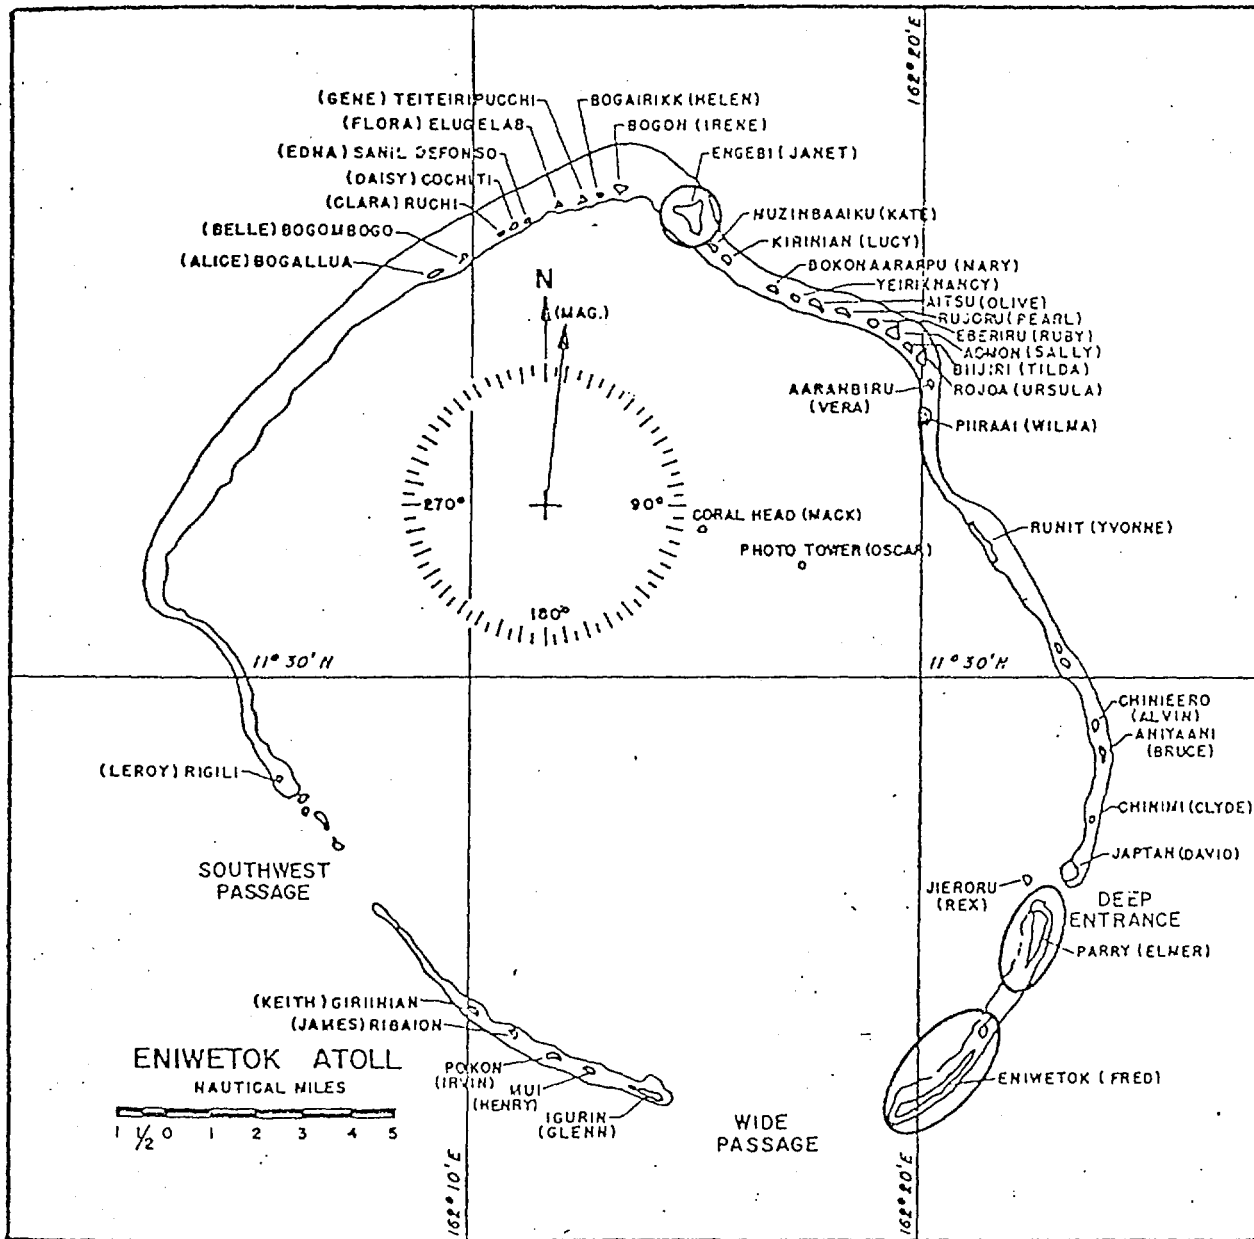 162° 20'E
(GENE) TEITEIRIPUCCHI
BOGAIRIKK (HELEN)
(FLORA) ELUGELAB
BOGON (IRENE)
(EDNA) SANIL DEFONSO
ENGEBI (JANET)
(DAISY) COCHITI
(CLARA) RUCHI
MUZINBAAIKU (KATE)
(BELLE) BOGOMBOGO
KIRINIAN (LUCY)
(ALICE) BOGALLUA
BOKONAARAPPU (MARY)
YEIRI (NANCY)
AITSU (OLIVE)
RUJORU (PEARL)
EBERIRU (RUBY)
AOMON (SALLY)
BIIJIRI (TILDA)
ROJOA (URSULA)
AARANBIRU
(VERA)
PIIRAAI (WILMA)
N
(MAG.)
270°
90°
180°
CORAL HEAD (MACK)
PHOTO TOWER (OSCAR)
RUNIT (YVONNE)
11° 30' N
11° 30' N
CHINIEERO
(ALVIN)
ANIYAANI
(BRUCE)
(LEROY) RIGILI
CHINIMI (CLYDE)
SOUTHWEST
PASSAGE
JAPTAN (DAVID)
JIERORU
(REX)
DEEP
ENTRANCE
PARRY (ELMER)
(KEITH) GIRIINIAN
(JAMES) RIBAION
POKON
(IRVIN)
MUI
(HENRY)
IGURIN
(GLENN)
ENIWETOK (FRED)
WIDE
PASSAGE
ENIWETOK ATOLL
NAUTICAL MILES
1 1/2 0 1 2 3 4 5
162° 10'E
162° 20'E